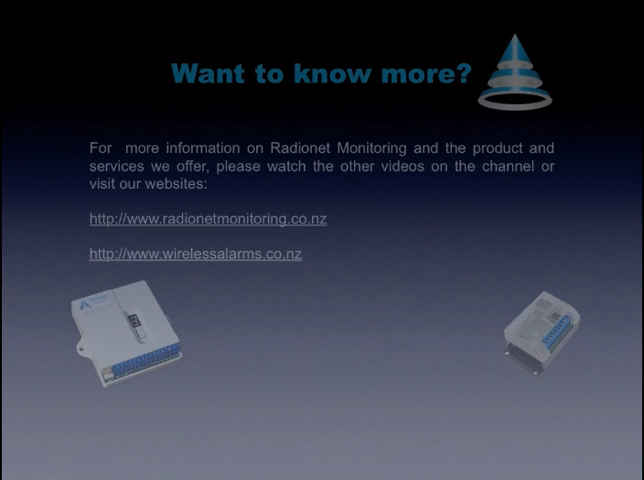 Want to know more?
For more information on Radionet Monitoring and the product and
services we offer, please watch the other videos on the channel or
visit our websites:
http://www.radionetmonitoring.co.nz
http://www.wirelessalarms.co.nz